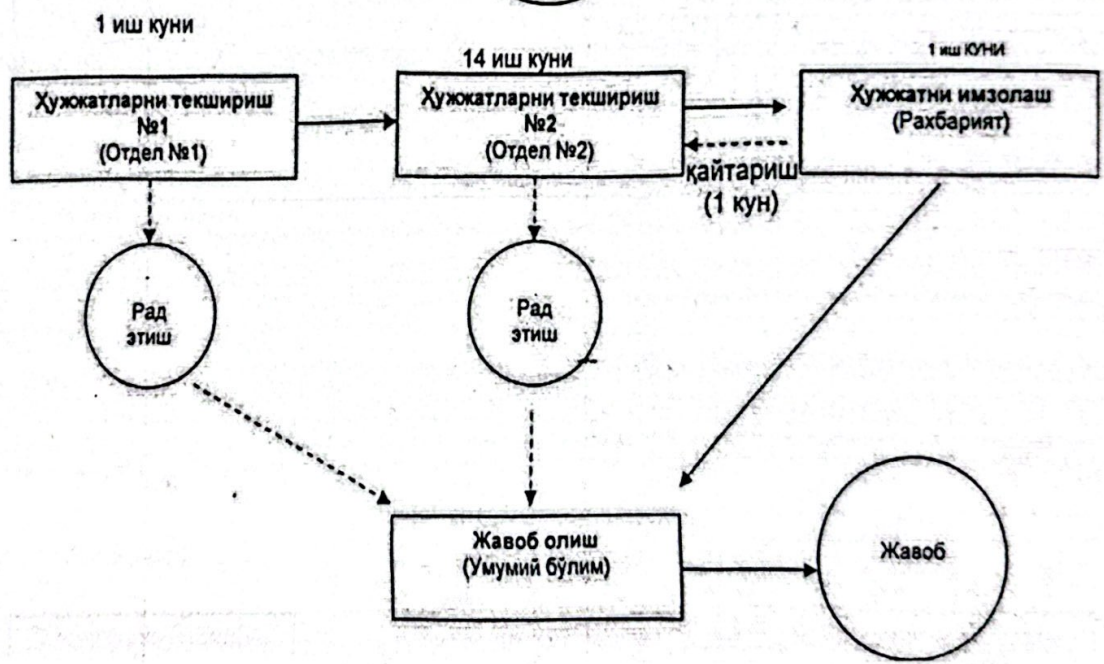 1 иш куни
14 иш куни
1 иш КУНИ
Ҳужжатларни текшириш
№1
(Отдел №1)
Ҳужжатларни текшириш
№2
(Отдел №2)
Ҳужжатни имзолаш
(Рахбарият)
қайтариш
(1 кун)
Рад
этиш
Рад
этиш
Жавоб олиш
(Умумий бўлим)
Жавоб